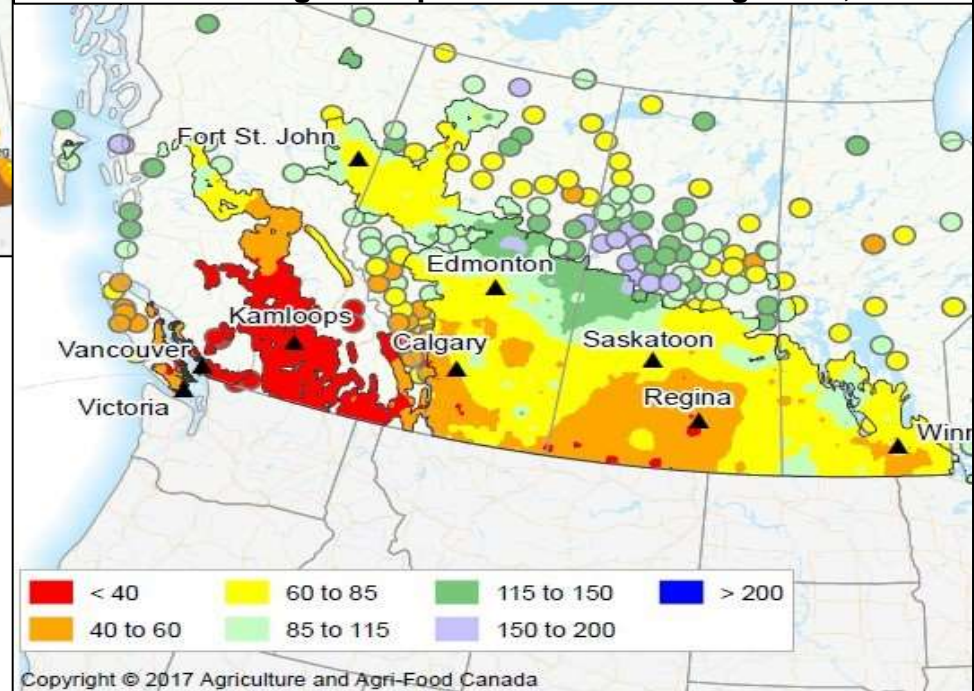 Fort St. John
Edmonton
Kamloops
Calgary
Saskatoon
Vancouver
Regina
Victoria
Winn
< 40
60 to 85
115 to 150
> 200
40 to 60
85 to 115
150 to 200
Copyright © 2017 Agriculture and Agri-Food Canada